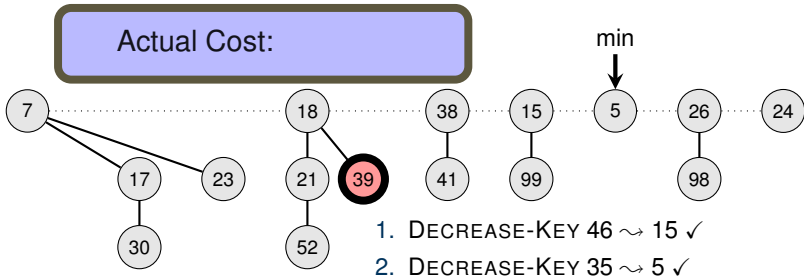 Actual Cost:
min
7 18 38 15 5 26 24
17 23 21 39 41 99 98
30 52
1. DECREASE-KEY 46 ⤳ 15 ✓
2. DECREASE-KEY 35 ⤳ 5 ✓